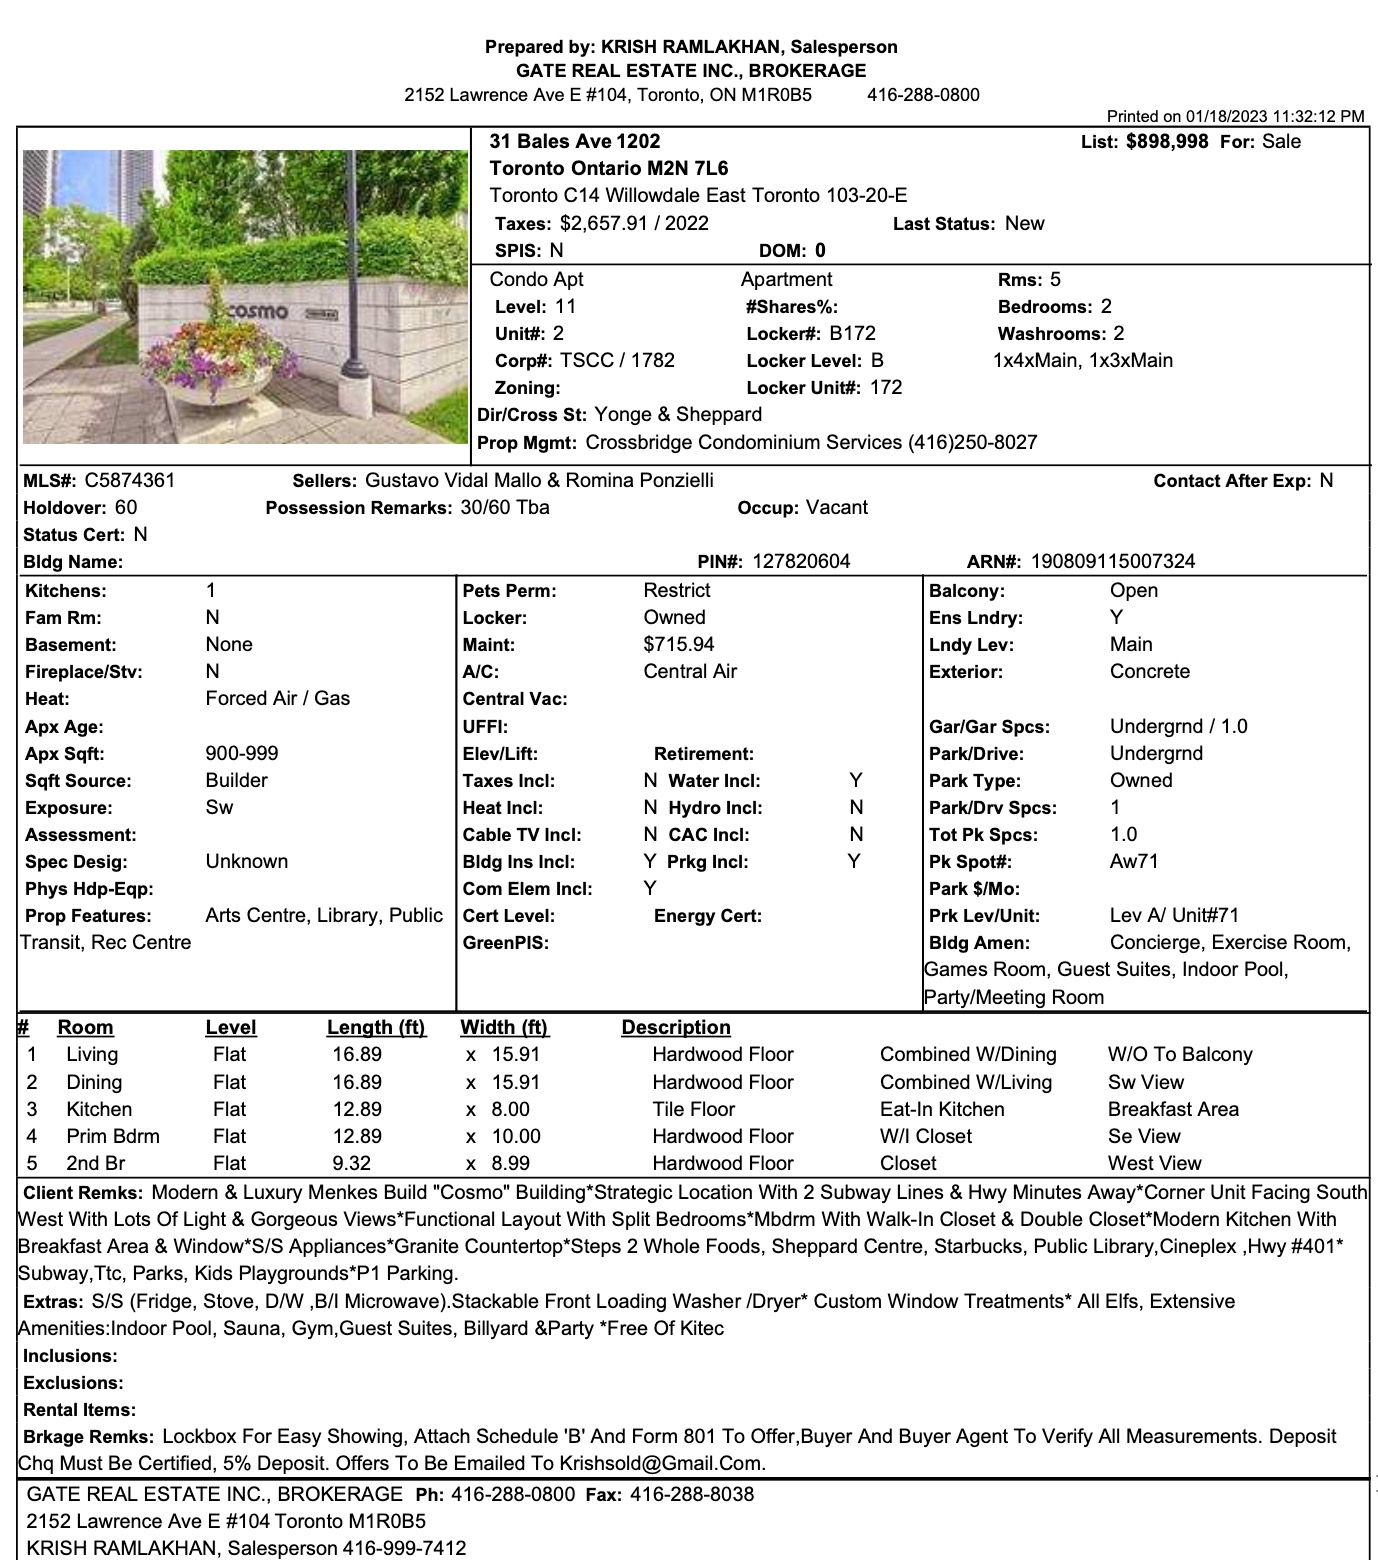 Prepared by: KRISH RAMLAKHAN, Salesperson
GATE REAL ESTATE INC., BROKERAGE
2152 Lawrence Ave E #104, Toronto, ON M1R0B5 416-288-0800
Printed on 01/18/2023 11:32:12 PM
cosmo
31 Bales Ave 1202 List: $898,998 For: Sale
Toronto Ontario M2N 7L6
Toronto C14 Willowdale East Toronto 103-20-E
Taxes: $2,657.91 / 2022 Last Status: New
SPIS: N DOM: 0
Condo Apt Apartment Rms: 5
Level: 11 #Shares%: Bedrooms: 2
Unit#: 2 Locker#: B172 Washrooms: 2
Corp#: TSCC / 1782 Locker Level: B 1x4xMain, 1x3xMain
Zoning: Locker Unit#: 172
Dir/Cross St: Yonge & Sheppard
Prop Mgmt: Crossbridge Condominium Services (416)250-8027
MLS#: C5874361 Sellers: Gustavo Vidal Mallo & Romina Ponzielli Contact After Exp: N
Holdover: 60 Possession Remarks: 30/60 Tba Occup: Vacant
Status Cert: N
Bldg Name: PIN#: 127820604 ARN#: 190809115007324
Kitchens: 1 Pets Perm: Restrict Balcony: Open
Fam Rm: N Locker: Owned Ens Lndry: Y
Basement: None Maint: $715.94 Lndy Lev: Main
Fireplace/Stv: N A/C: Central Air Exterior: Concrete
Heat: Forced Air / Gas Central Vac:
Apx Age: UFFI: Gar/Gar Spcs: Undergrnd / 1.0
Apx Sqft: 900-999 Elev/Lift: Retirement: Park/Drive: Undergrnd
Sqft Source: Builder Taxes Incl: N Water Incl: Y Park Type: Owned
Exposure: Sw Heat Incl: N Hydro Incl: N Park/Drv Spcs: 1
Assessment: Cable TV Incl: N CAC Incl: N Tot Pk Spcs: 1.0
Spec Desig: Unknown Bldg Ins Incl: Y Prkg Incl: Y Pk Spot#: Aw71
Phys Hdp-Eqp: Com Elem Incl: Y Park $/Mo:
Prop Features: Arts Centre, Library, Public Cert Level: Energy Cert: Prk Lev/Unit: Lev A/ Unit#71
Transit, Rec Centre GreenPIS: Bldg Amen: Concierge, Exercise Room,
Games Room, Guest Suites, Indoor Pool,
Party/Meeting Room
# Room Level Length (ft) Width (ft) Description
1 Living Flat 16.89 x 15.91 Hardwood Floor Combined W/Dining W/O To Balcony
2 Dining Flat 16.89 x 15.91 Hardwood Floor Combined W/Living Sw View
3 Kitchen Flat 12.89 x 8.00 Tile Floor Eat-In Kitchen Breakfast Area
4 Prim Bdrm Flat 12.89 x 10.00 Hardwood Floor W/I Closet Se View
5 2nd Br Flat 9.32 x 8.99 Hardwood Floor Closet West View
Client Remks: Modern & Luxury Menkes Build "Cosmo" Building*Strategic Location With 2 Subway Lines & Hwy Minutes Away*Corner Unit Facing South
West With Lots Of Light & Gorgeous Views*Functional Layout With Split Bedrooms*Mbdrm With Walk-In Closet & Double Closet*Modern Kitchen With
Breakfast Area & Window*S/S Appliances*Granite Countertop*Steps 2 Whole Foods, Sheppard Centre, Starbucks, Public Library,Cineplex ,Hwy #401*
Subway,Ttc, Parks, Kids Playgrounds*P1 Parking.
Extras: S/S (Fridge, Stove, D/W ,B/I Microwave).Stackable Front Loading Washer /Dryer* Custom Window Treatments* All Elfs, Extensive
Amenities:Indoor Pool, Sauna, Gym,Guest Suites, Billyard &Party *Free Of Kitec
Inclusions:
Exclusions:
Rental Items:
Brkage Remks: Lockbox For Easy Showing, Attach Schedule 'B' And Form 801 To Offer,Buyer And Buyer Agent To Verify All Measurements. Deposit
Chq Must Be Certified, 5% Deposit. Offers To Be Emailed To Krishsold@Gmail.Com.
GATE REAL ESTATE INC., BROKERAGE Ph: 416-288-0800 Fax: 416-288-8038
2152 Lawrence Ave E #104 Toronto M1R0B5
KRISH RAMLAKHAN, Salesperson 416-999-7412